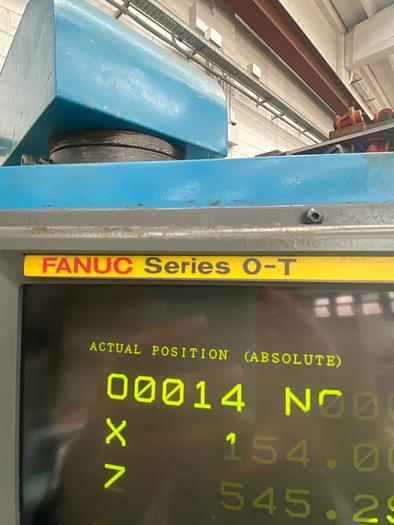 FANUC Series 0-T
ACTUAL POSITION (ABSOLUTE)
O0014
X 154.0
Z 545.2